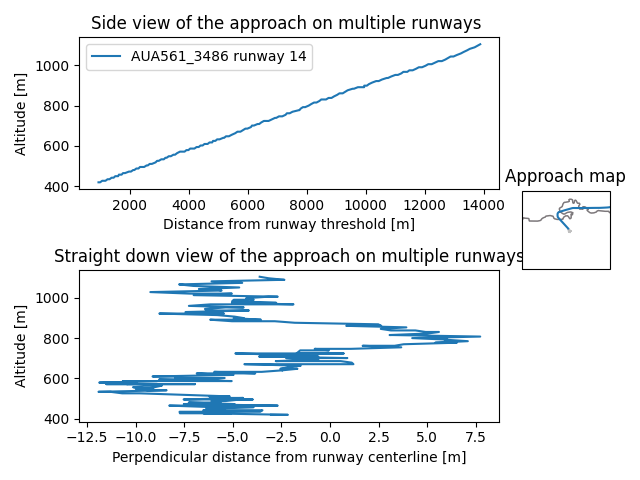 Side view of the approach on multiple runways
AUA561_3486 runway 14
Altitude [m]
1000
800
600
400
2000 4000 6000 8000 10000 12000 14000
Distance from runway threshold [m]
Approach map
Straight down view of the approach on multiple runways
Altitude [m]
1000
800
600
400
−12.5 −10.0 −7.5 −5.0 −2.5 0.0 2.5 5.0 7.5
Perpendicular distance from runway centerline [m]